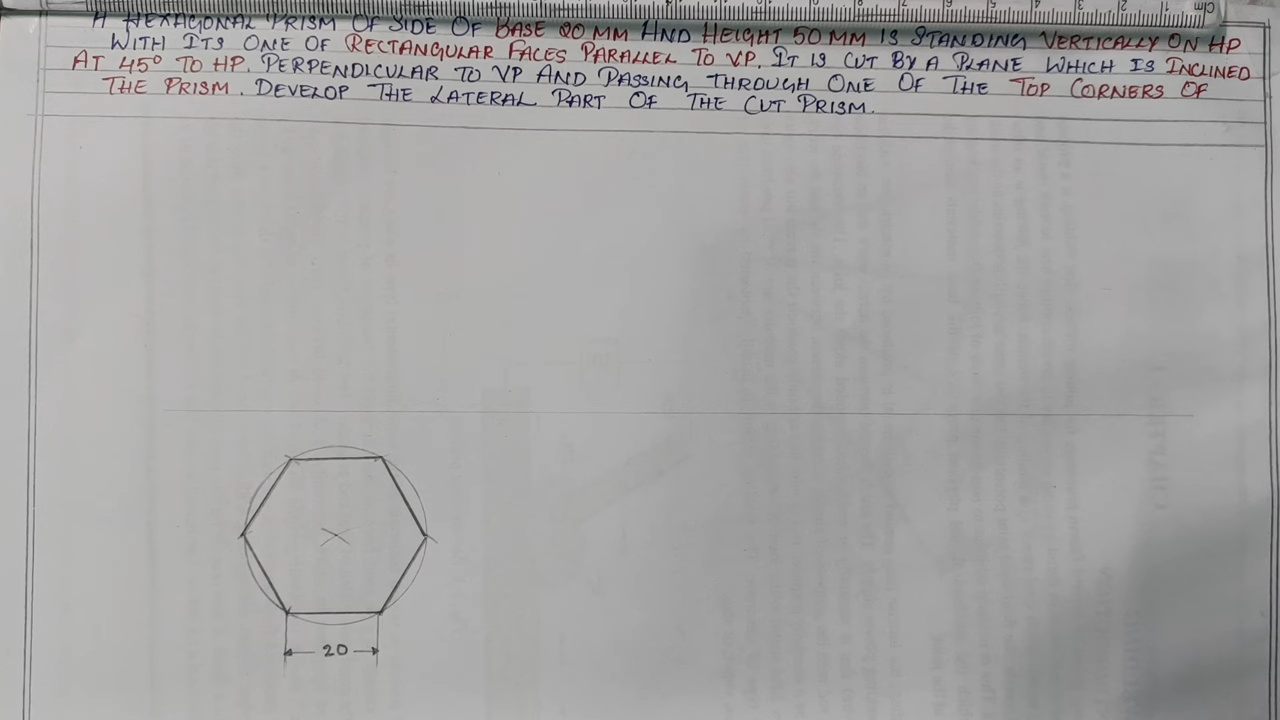 A HEXAGONAL PRISM OF SIDE OF BASE 20 MM AND HEIGHT 50 MM IS STANDING VERTICALLY ON HP
WITH ITS ONE OF RECTANGULAR FACES PARALLEL TO VP. IT IS CUT BY A PLANE WHICH IS INCLINED
AT 45° TO HP, PERPENDICULAR TO VP AND PASSING THROUGH ONE OF THE TOP CORNERS OF
THE PRISM. DEVELOP THE LATERAL PART OF THE CUT PRISM.
20